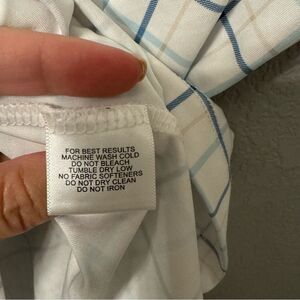 FOR BEST RESULTS
MACHINE WASH COLD
DO NOT BLEACH
TUMBLE DRY LOW
NO FABRIC SOFTENERS
DO NOT DRY CLEAN
DO NOT IRON